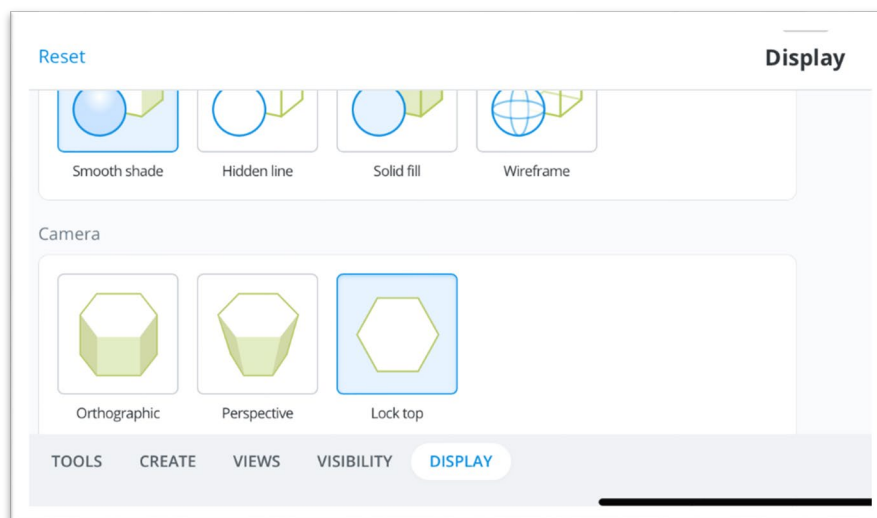 Reset
Display
Smooth shade Hidden line Solid fill Wireframe
Camera
Orthographic Perspective Lock top
TOOLS CREATE VIEWS VISIBILITY DISPLAY